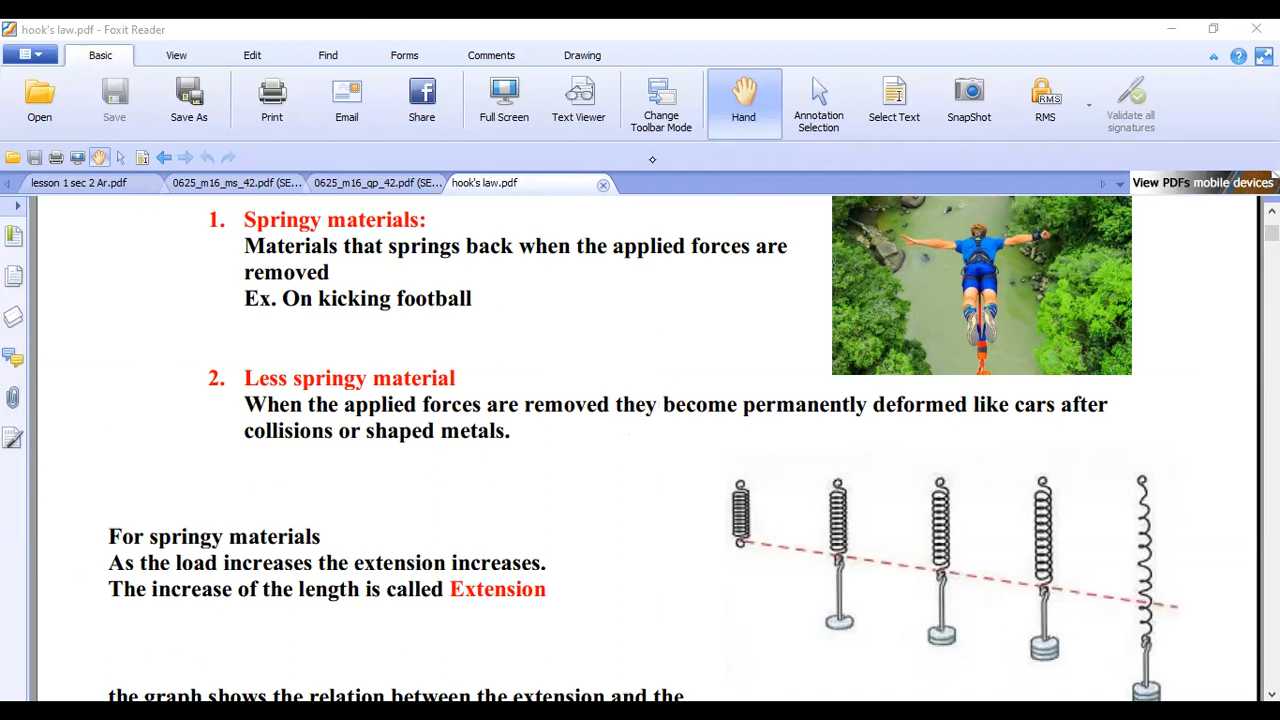 hook's law.pdf - Foxit Reader
Basic View Edit Find Forms Comments Drawing
Open Save Save As Print Email Share Full Screen Text Viewer Change Toolbar Mode Hand Annotation Selection Select Text SnapShot RMS Validate all signatures
lesson 1 sec 2 Ar.pdf 0625_m16_ms_42.pdf (SE... 0625_m16_qp_42.pdf (SE... hook's law.pdf View PDFs mobile devices
1. Springy materials:
Materials that springs back when the applied forces are
removed
Ex. On kicking football
2. Less springy material
When the applied forces are removed they become permanently deformed like cars after
collisions or shaped metals.
For springy materials
As the load increases the extension increases.
The increase of the length is called Extension
the graph shows the relation between the extension and the